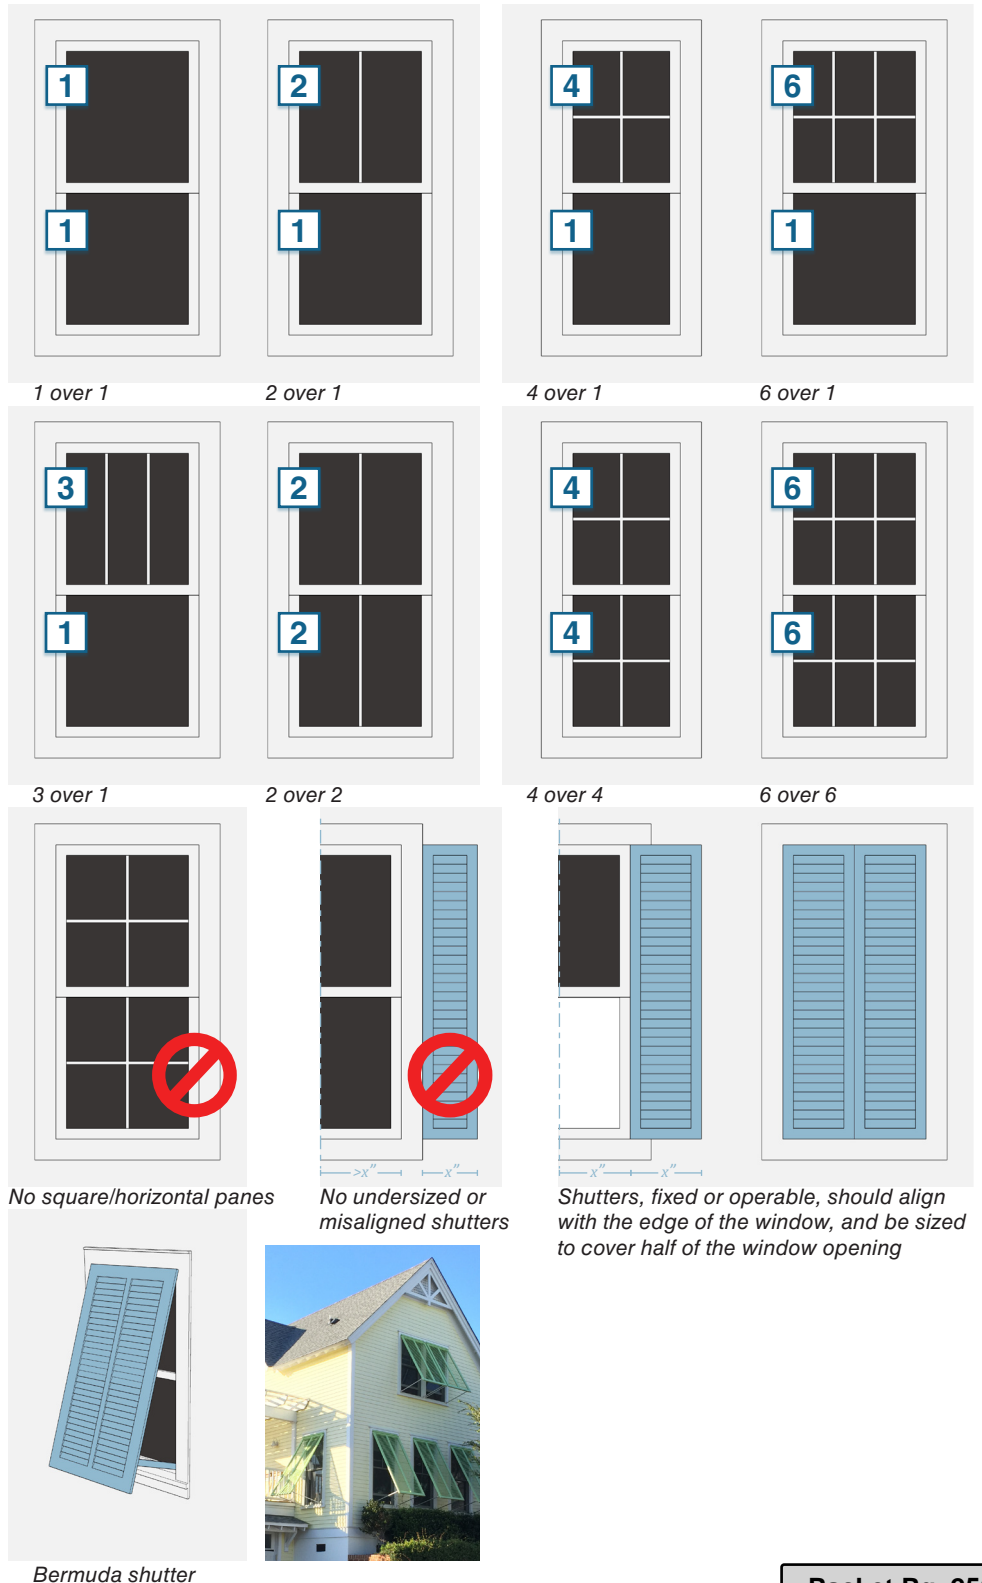 1 2 4 6
1 1 1 1
1 over 1 2 over 1 4 over 1 6 over 1
3 2 4 6
1 2 4 6
3 over 1 2 over 2 4 over 4 6 over 6
>x" x" x" x"
No square/horizontal panes
No undersized or
misaligned shutters
Shutters, fixed or operable, should align
with the edge of the window, and be sized
to cover half of the window opening
Bermuda shutter